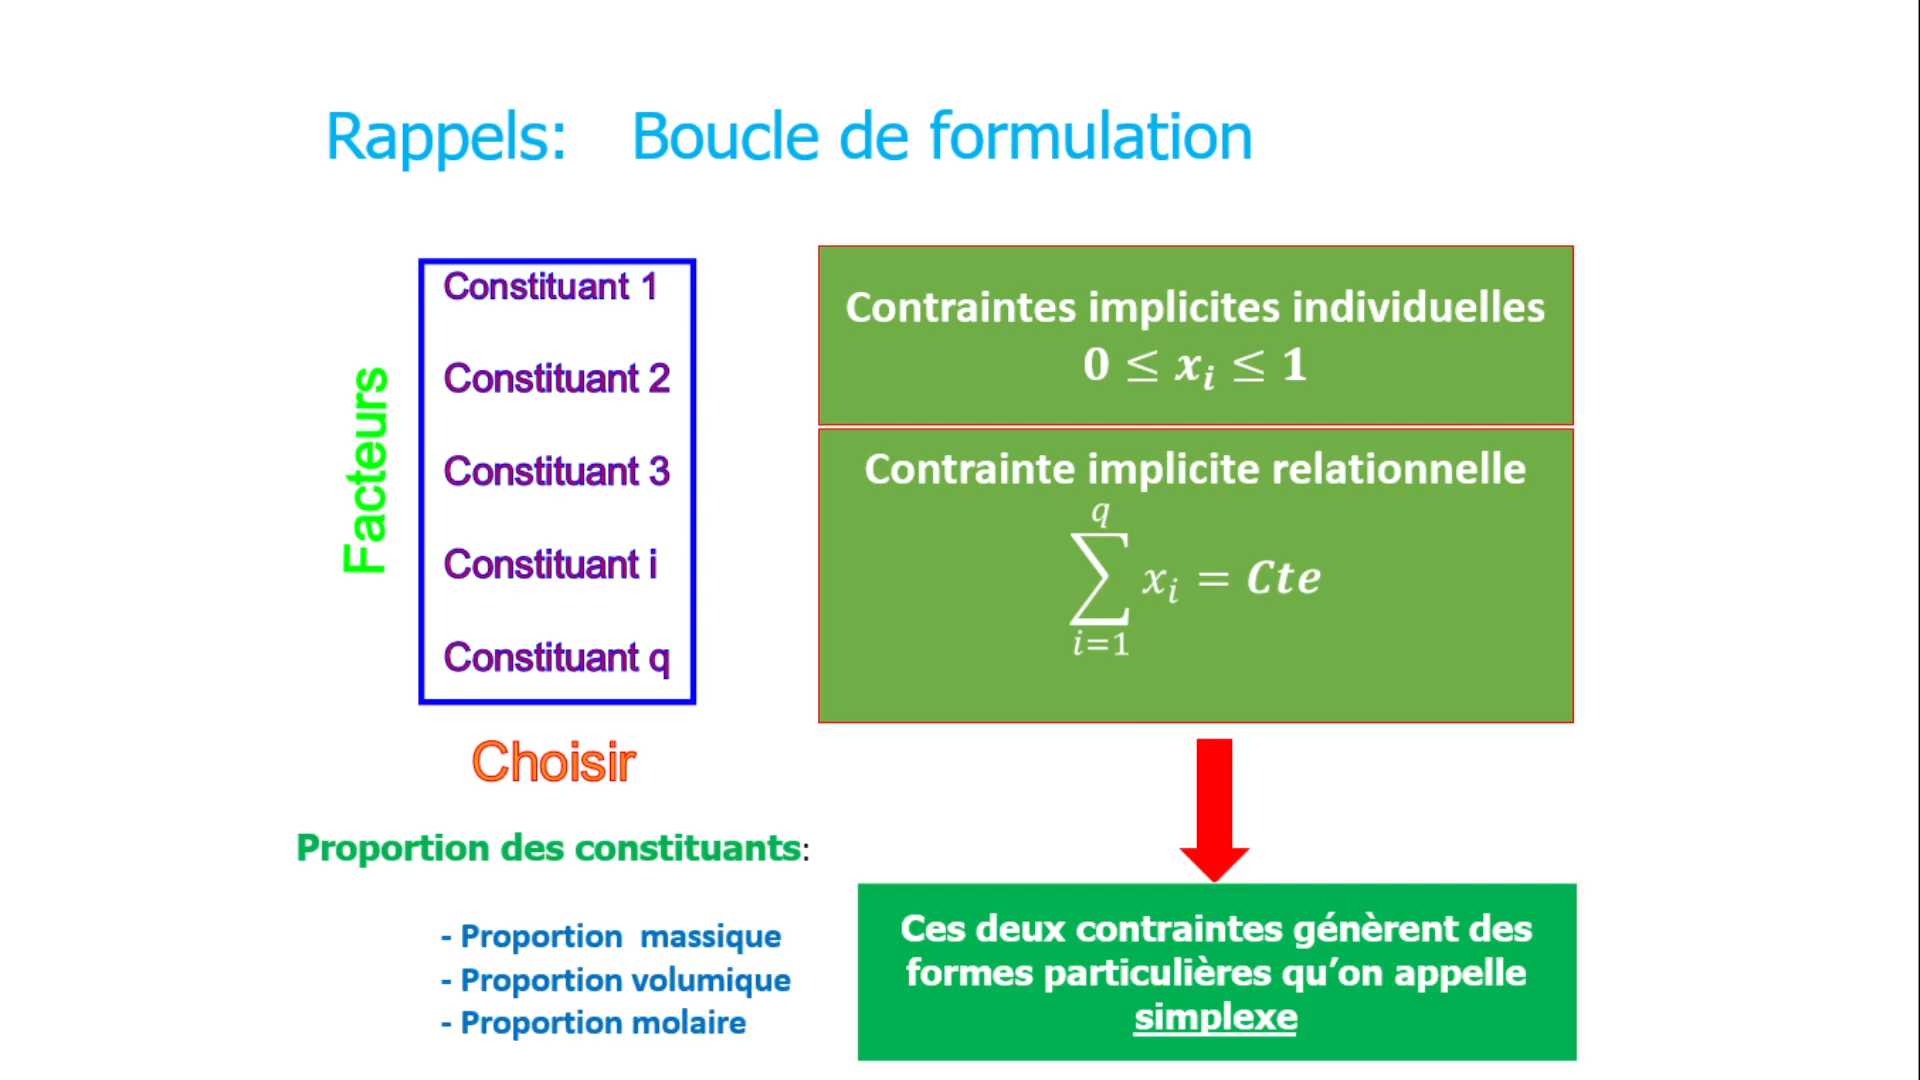 Rappels: Boucle de formulation
Facteurs
Constituant 1
Constituant 2
Constituant 3
Constituant i
Constituant q
Choisir
Proportion des constituants:
- Proportion massique
- Proportion volumique
- Proportion molaire
Contraintes implicites individuelles
0 ≤ x_i ≤ 1
Contrainte implicite relationnelle
∑_{i=1}^{q} x_i = Cte
Ces deux contraintes génèrent des
formes particulières qu’on appelle
simplexe